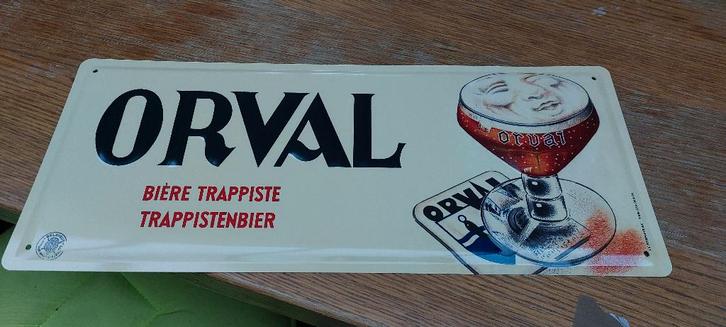 ORVAL
BIÈRE TRAPPISTE
TRAPPISTENBIER
orval
ORVAL